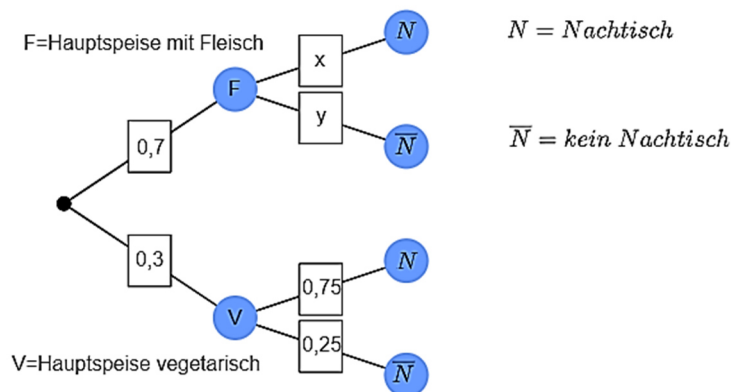 N
N = Nachtisch
F=Hauptspeise mit Fleisch
x
F
y
0,7
N̅
N̅ = kein Nachtisch
0,3
N
0,75
V
0,25
V=Hauptspeise vegetarisch
N̅